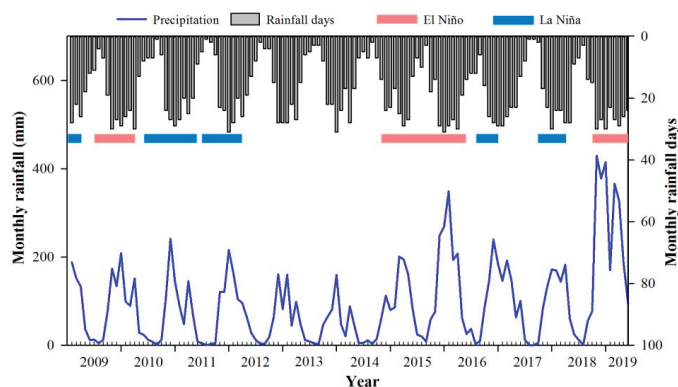 Precipitation Rainfall days El Niño La Niña
600
400
200
0
Monthly rainfall (mm)
0
20
40
60
80
100
Monthly rainfall days
2009 2010 2011 2012 2013 2014 2015 2016 2017 2018 2019
Year